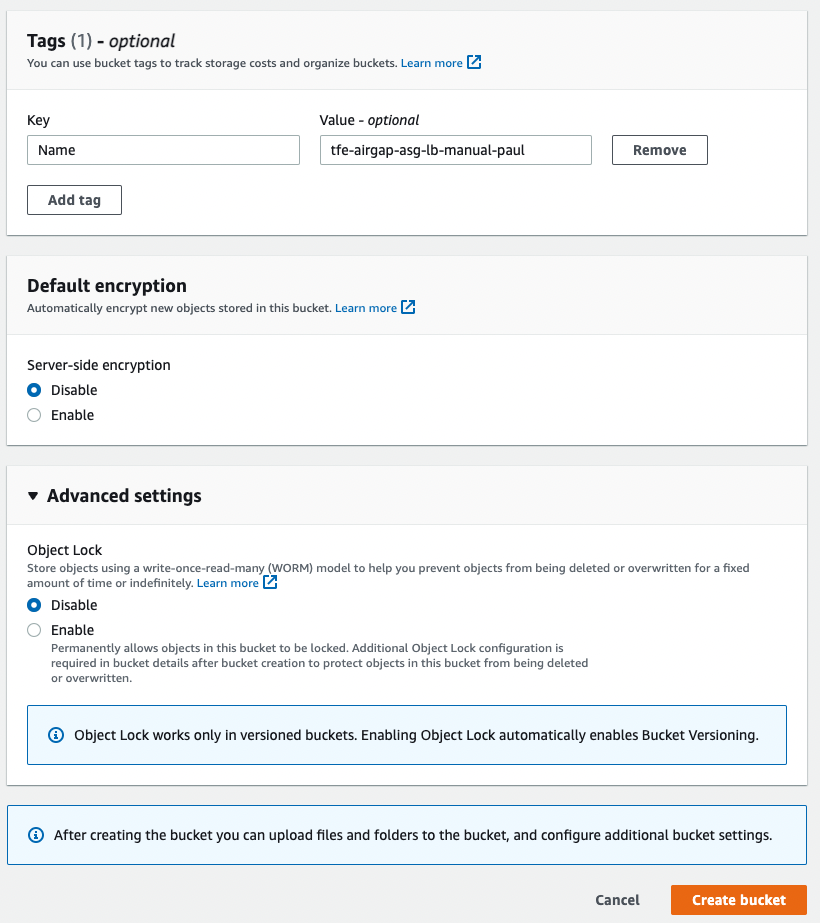 Tags (1) - optional
You can use bucket tags to track storage costs and organize buckets. Learn more
Key
Value - optional
Name
tfe-airgap-asg-lb-manual-paul
Remove
Add tag
Default encryption
Automatically encrypt new objects stored in this bucket. Learn more
Server-side encryption
Disable
Enable
Advanced settings
Object Lock
Store objects using a write-once-read-many (WORM) model to help you prevent objects from being deleted or overwritten for a fixed
amount of time or indefinitely. Learn more
Disable
Enable
Permanently allows objects in this bucket to be locked. Additional Object Lock configuration is
required in bucket details after bucket creation to protect objects in this bucket from being deleted
or overwritten.
Object Lock works only in versioned buckets. Enabling Object Lock automatically enables Bucket Versioning.
After creating the bucket you can upload files and folders to the bucket, and configure additional bucket settings.
Cancel
Create bucket